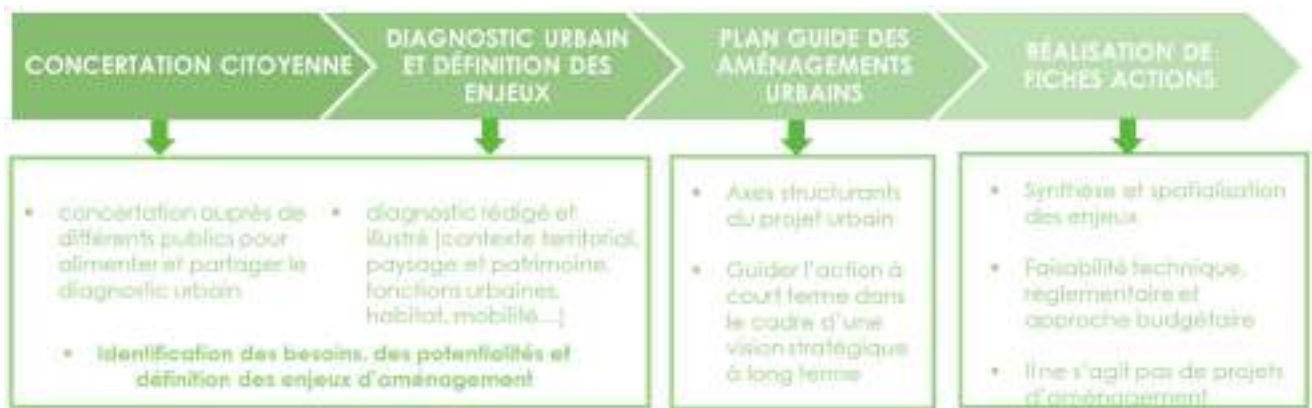 CONCERTATION CITOYENNE
DIAGNOSTIC URBAIN
ET DÉFINITION DES
ENJEUX
PLAN GUIDE DES
AMÉNAGEMENTS
URBAINS
RÉALISATION DE
FICHES ACTIONS
• concertation auprès de
différents publics pour
alimenter et partager le
diagnostic urbain
• diagnostic rédigé et
illustré (contexte territorial,
paysage et patrimoine,
fonctions urbaines,
habitat, mobilité…)
• Identification des besoins, des potentialités et
définition des enjeux d'aménagement
• Axes structurants
du projet urbain
• Guider l'action à
court terme dans
le cadre d'une
vision stratégique
à long terme
• Synthèse et spatialisation
des enjeux
• Faisabilité technique,
réglementaire et
approche budgétaire
• Il ne s'agit pas de projets
d'aménagement